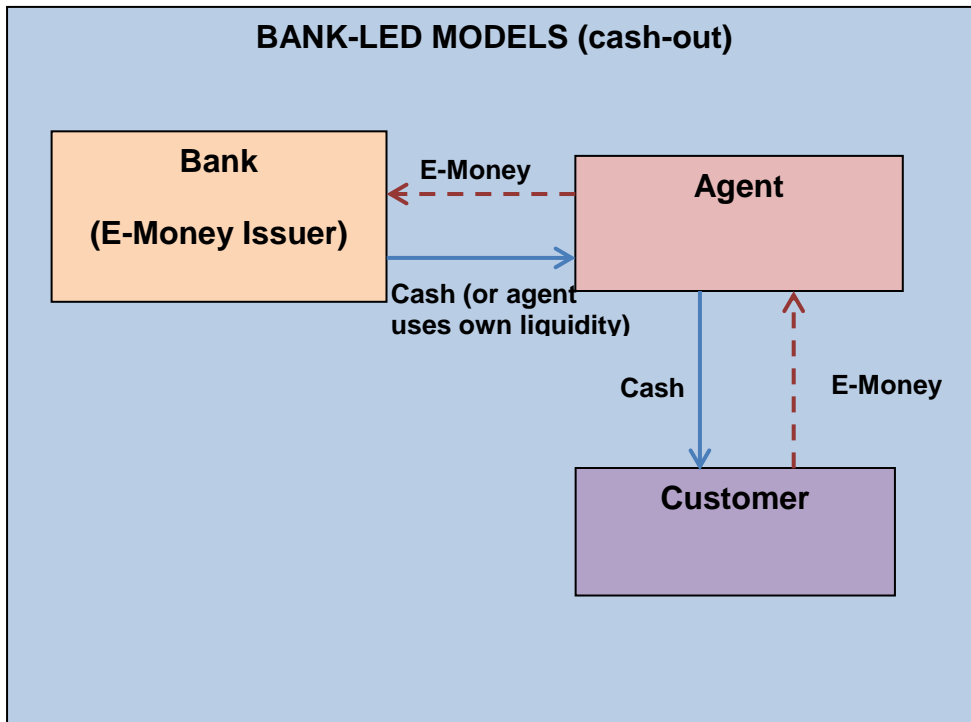 BANK-LED MODELS (cash-out)
Bank
(E-Money Issuer)
E-Money
Agent
Cash (or agent
uses own liquidity)
Cash
E-Money
Customer